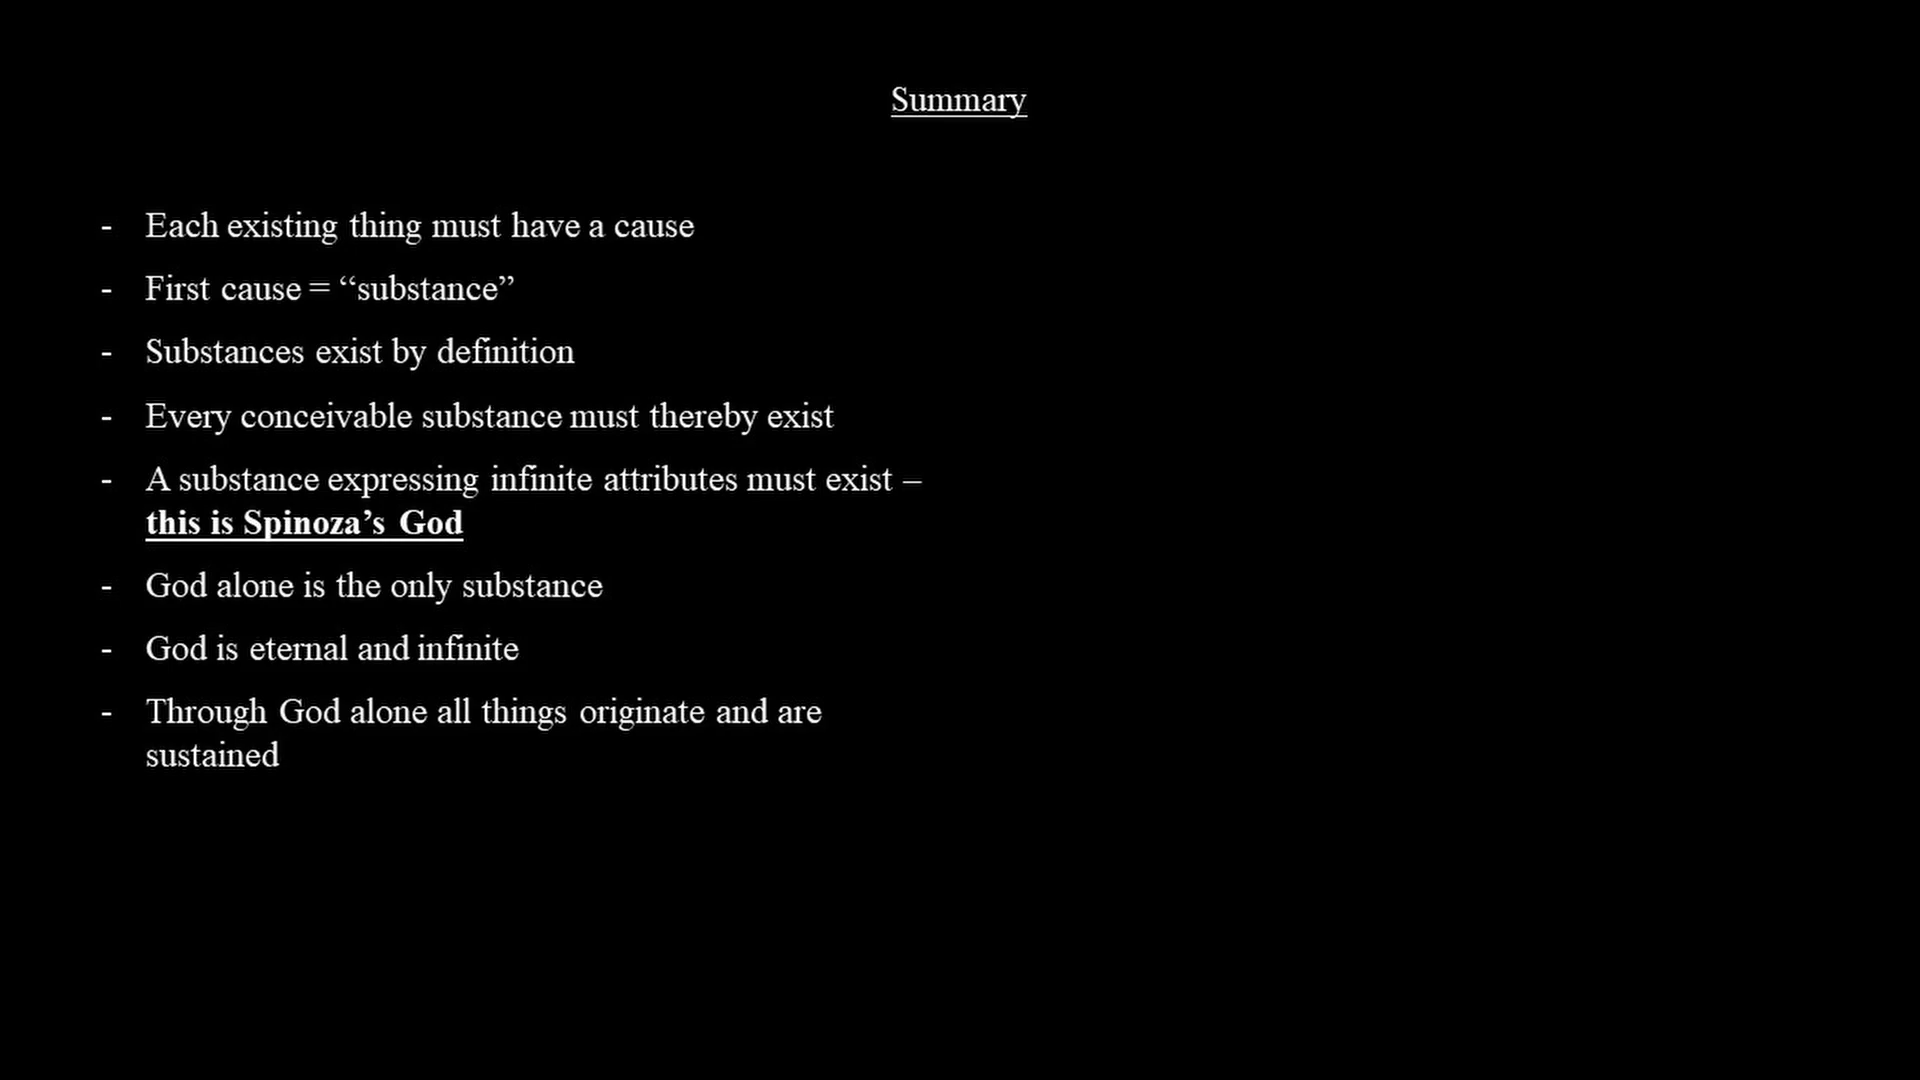 Summary
- Each existing thing must have a cause
- First cause = “substance”
- Substances exist by definition
- Every conceivable substance must thereby exist
- A substance expressing infinite attributes must exist –
this is Spinoza’s God
- God alone is the only substance
- God is eternal and infinite
- Through God alone all things originate and are
sustained